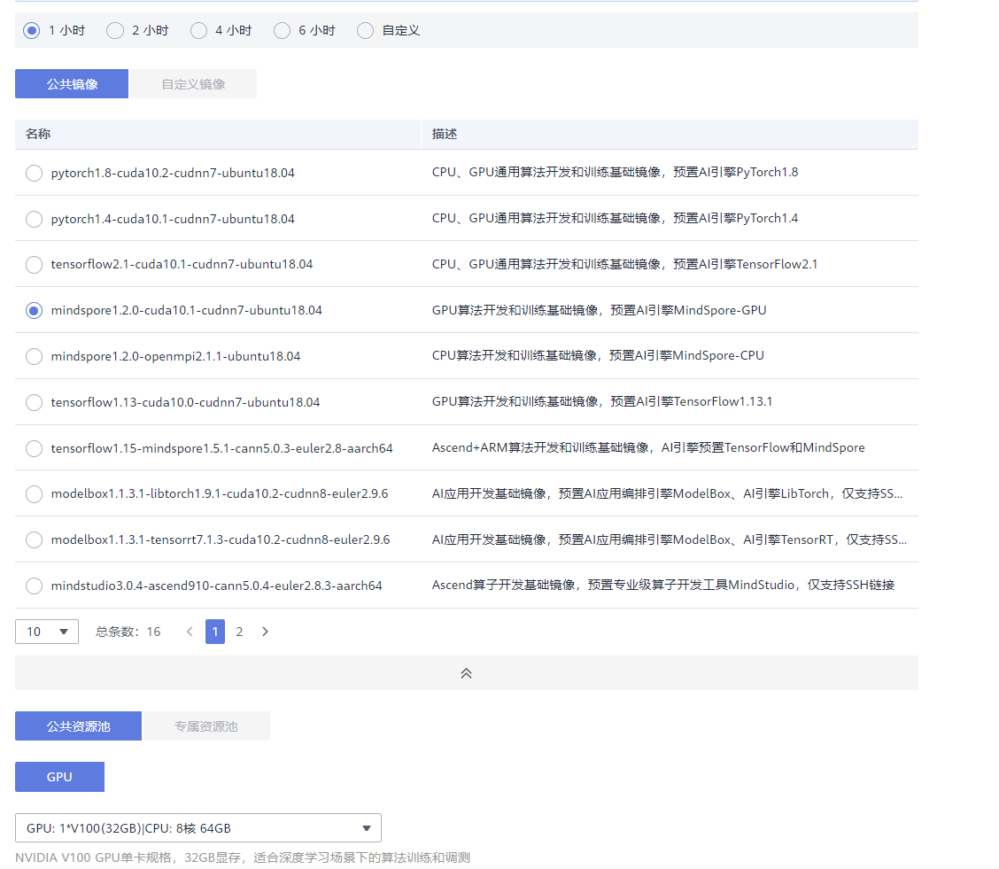 1 小时 2 小时 4 小时 6 小时 自定义
公共镜像 自定义镜像
名称 描述
pytorch1.8-cuda10.2-cudnn7-ubuntu18.04 CPU、GPU通用算法开发和训练基础镜像，预置AI引擎PyTorch1.8
pytorch1.4-cuda10.1-cudnn7-ubuntu18.04 CPU、GPU通用算法开发和训练基础镜像，预置AI引擎PyTorch1.4
tensorflow2.1-cuda10.1-cudnn7-ubuntu18.04 CPU、GPU通用算法开发和训练基础镜像，预置AI引擎TensorFlow2.1
mindspore1.2.0-cuda10.1-cudnn7-ubuntu18.04 GPU算法开发和训练基础镜像，预置AI引擎MindSpore-GPU
mindspore1.2.0-openmpi2.1.1-ubuntu18.04 CPU算法开发和训练基础镜像，预置AI引擎MindSpore-CPU
tensorflow1.13-cuda10.0-cudnn7-ubuntu18.04 GPU算法开发和训练基础镜像，预置AI引擎TensorFlow1.13.1
tensorflow1.15-mindspore1.5.1-cann5.0.3-euler2.8-aarch64 Ascend+ARM算法开发和训练基础镜像，AI引擎预置TensorFlow和MindSpore
modelbox1.1.3.1-libtorch1.9.1-cuda10.2-cudnn8-euler2.9.6 AI应用开发基础镜像，预置AI应用编排引擎ModelBox、AI引擎LibTorch，仅支持SS...
modelbox1.1.3.1-tensorrt7.1.3-cuda10.2-cudnn8-euler2.9.6 AI应用开发基础镜像，预置AI应用编排引擎ModelBox、AI引擎TensorRT，仅支持SS...
mindstudio3.0.4-ascend910-cann5.0.4-euler2.8.3-aarch64 Ascend算子开发基础镜像，预置专业级算子开发工具MindStudio，仅支持SSH链接
10 总条数：16 1 2
公共资源池 专属资源池
GPU
GPU: 1*V100(32GB)|CPU: 8核 64GB
NVIDIA V100 GPU单卡规格，32GB显存，适合深度学习场景下的算法训练和调测